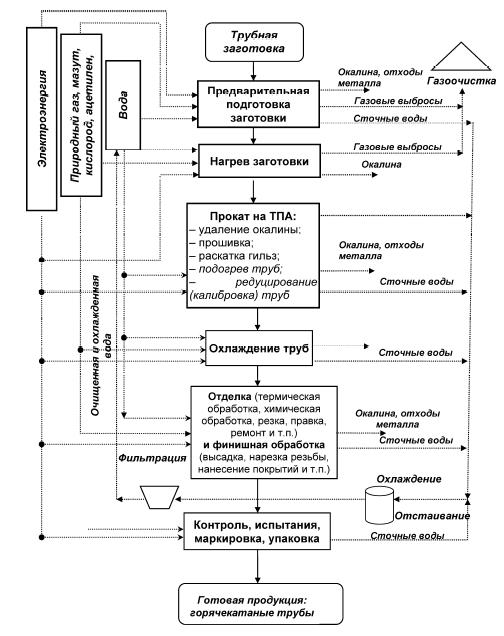 Трубная
заготовка
Электроэнергия
Природный газ, мазут,
кислород, ацетилен,
Вода
Окалина, отходы
металла
Газоочистка
Предварительная
подготовка
заготовки
Газовые выбросы
Сточные воды
Нагрев заготовки
Газовые выбросы
Окалина
Прокат на ТПА:
– удаление окалины;
– прошивка;
– раскатка гильз;
– подогрев труб;
– редуцирование
(калибровка) труб
Окалина, отходы
металла
Сточные воды
Очищенная и охлажденная
вода
Охлаждение труб
Сточные воды
Отделка (термическая
обработка, химическая
обработка, резка, правка,
ремонт и т.п.)
и финишная обработка
(высадка, нарезка резьбы,
нанесение покрытий и т.п.)
Окалина, отходы
металла
Сточные воды
Фильтрация
Охлаждение
Отстаивание
Контроль, испытания,
маркировка, упаковка
Сточные воды
Готовая продукция:
горячекатаные трубы